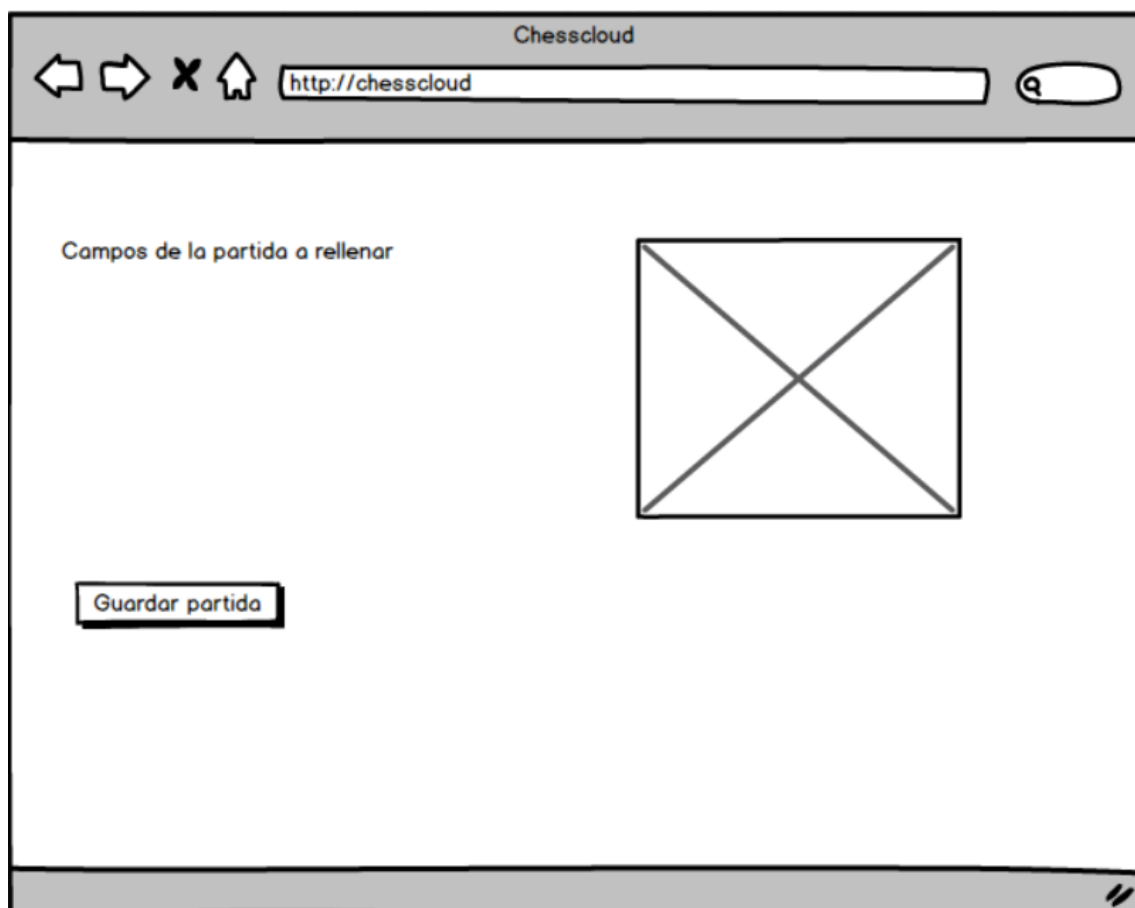 Chesscloud
http://chesscloud
Campos de la partida a rellenar
Guardar partida